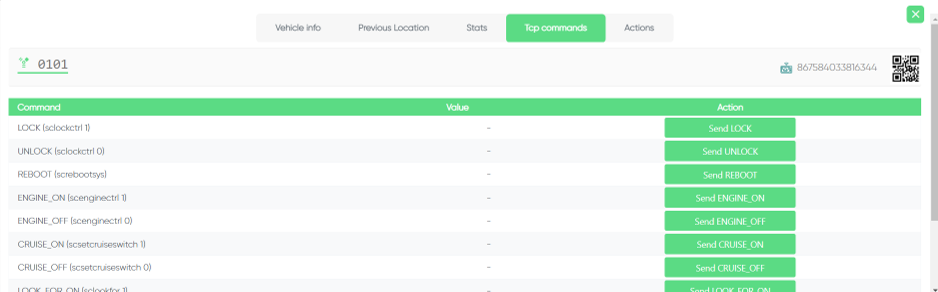 Vehicle info Previous Location Stats Tcp commands Actions
0101 867584033816344
Command Value Action
LOCK (sclockctrl 1) - Send LOCK
UNLOCK (sclockctrl 0) - Send UNLOCK
REBOOT (screbootsys) - Send REBOOT
ENGINE_ON (scenginectrl 1) - Send ENGINE_ON
ENGINE_OFF (scenginectrl 0) - Send ENGINE_OFF
CRUISE_ON (scsetcruiseswitch 1) - Send CRUISE_ON
CRUISE_OFF (scsetcruiseswitch 0) - Send CRUISE_OFF
LOOK_FOR_ON (sclookfor 1) - Send LOOK_FOR_ON